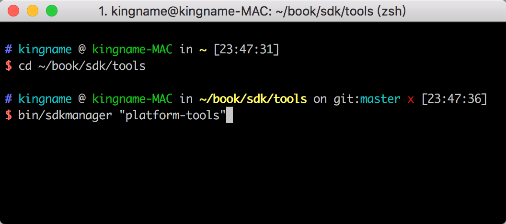 1. kingname@kingname-MAC: ~/book/sdk/tools (zsh)
# kingname @ kingname-MAC in ~ [23:47:31]
$ cd ~/book/sdk/tools
# kingname @ kingname-MAC in ~/book/sdk/tools on git:master x [23:47:36]
$ bin/sdkmanager "platform-tools"